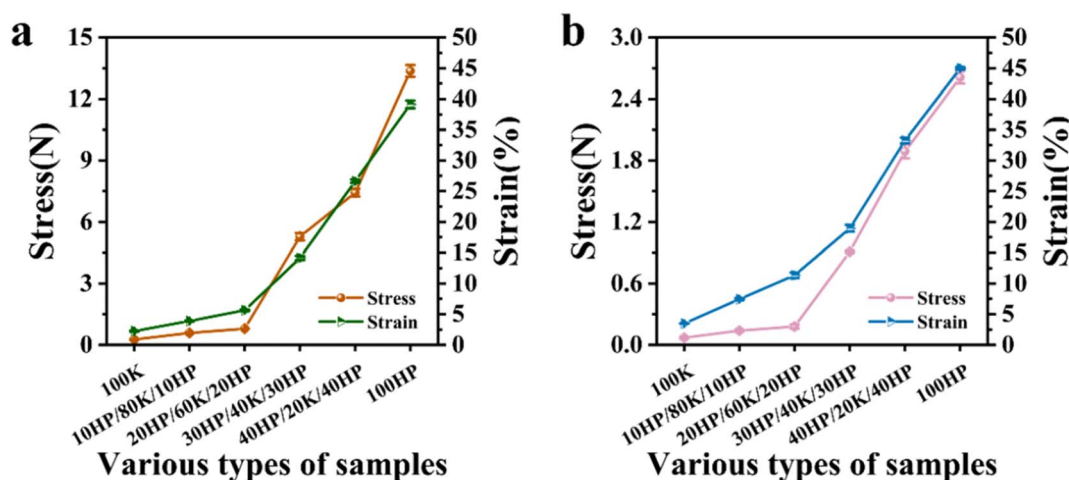 a
Stress(N)
15
12
9
6
3
0
50
45
40
35
30
25
20
15
10
5
0
Strain(%)
Stress
Strain
100K
10HP/80K/10HP
20HP/60K/20HP
30HP/40K/30HP
40HP/20K/40HP
100HP
Various types of samples
b
Stress(N)
3.0
2.4
1.8
1.2
0.6
0.0
50
45
40
35
30
25
20
15
10
5
0
Strain(%)
Stress
Strain
100K
10HP/80K/10HP
20HP/60K/20HP
30HP/40K/30HP
40HP/20K/40HP
100HP
Various types of samples